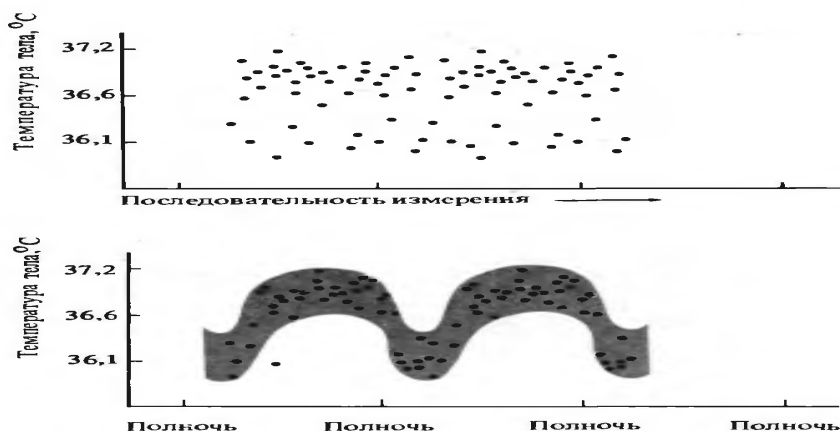 Температура тела, °C
37,2
36,6
36,1
Последовательность измерения
Температура тела, °C
37,2
36,6
36,1
Полночь Полночь Полночь Полночь